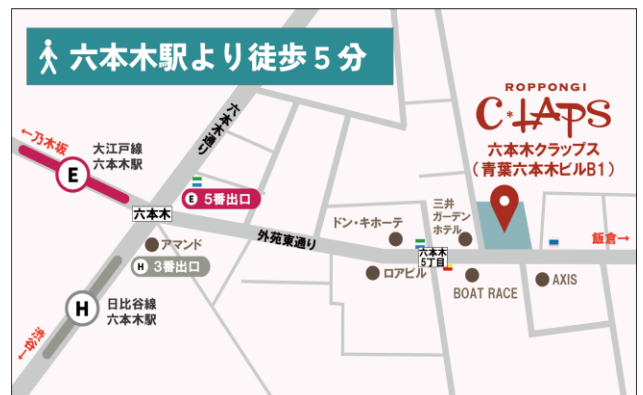 六本木駅より徒歩5分
ROPPONGI
C*LAPS
六本木クラップス
(青葉六本木ビルB1)
六本木通り
←乃木坂
大江戸線
六本木駅
E
E 5番出口
六本木
外苑東通り
アマンド
H 3番出口
H
日比谷線
六本木駅
渋谷→
ドン・キホーテ
三井
ガーデン
ホテル
六本木
5丁目
ロアビル
BOAT RACE
AXIS
飯倉→